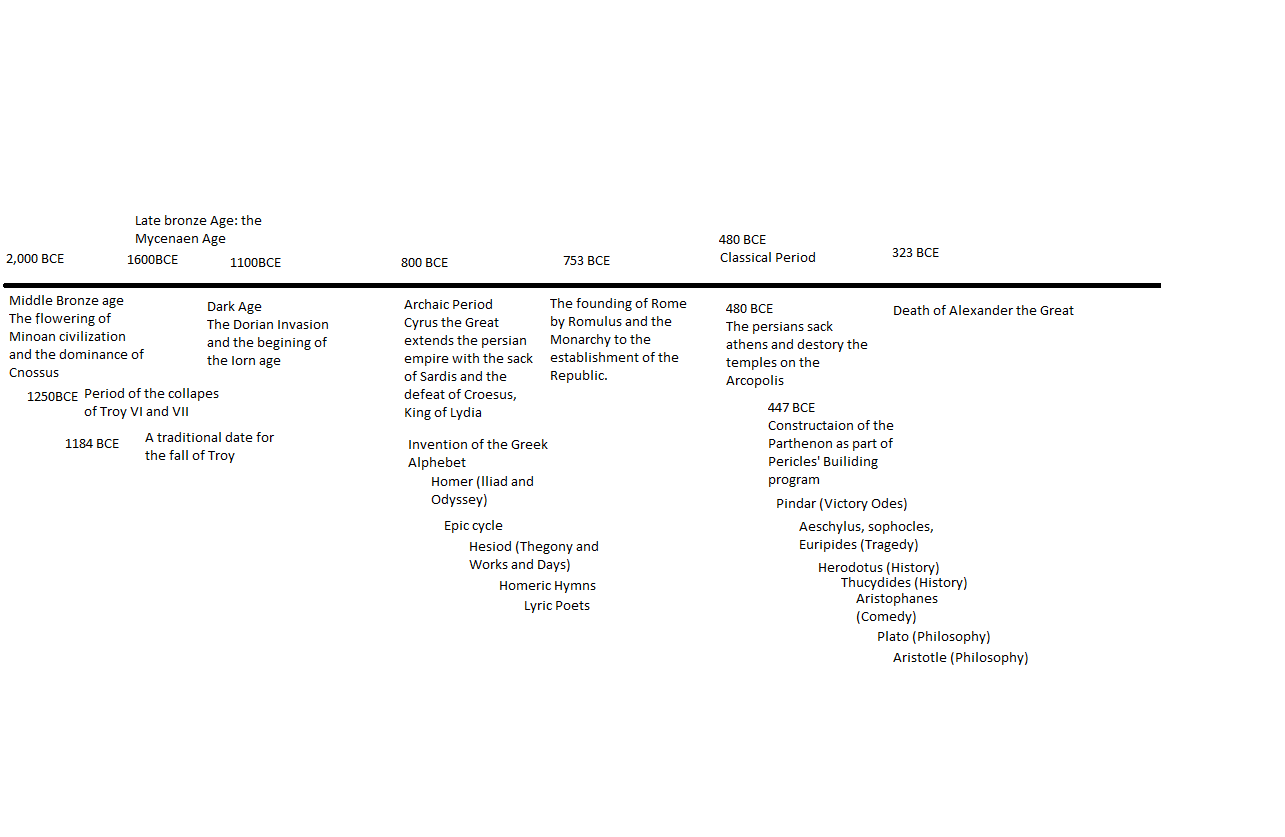 Late bronze Age: the
Mycenaen Age
2,000 BCE
1600BCE
1100BCE
800 BCE
753 BCE
480 BCE
Classical Period
323 BCE
Middle Bronze age
The flowering of
Minoan civilization
and the dominance of
Cnossus
1250BCE
Period of the collapes
of Troy VI and VII
1184 BCE
A traditional date for
the fall of Troy
Dark Age
The Dorian Invasion
and the begining of
the Iorn age
Archaic Period
Cyrus the Great
extends the persian
empire with the sack
of Sardis and the
defeat of Croesus,
King of Lydia
Invention of the Greek
Alphebet
Homer (Iliad and
Odyssey)
Epic cycle
Hesiod (Thegony and
Works and Days)
Homeric Hymns
Lyric Poets
The founding of Rome
by Romulus and the
Monarchy to the
establishment of the
Republic.
480 BCE
The persians sack
athens and destory the
temples on the
Arcopolis
447 BCE
Constructaion of the
Parthenon as part of
Pericles' Builiding
program
Pindar (Victory Odes)
Aeschylus, sophocles,
Euripides (Tragedy)
Herodotus (History)
Thucydides (History)
Aristophanes
(Comedy)
Plato (Philosophy)
Aristotle (Philosophy)
Death of Alexander the Great